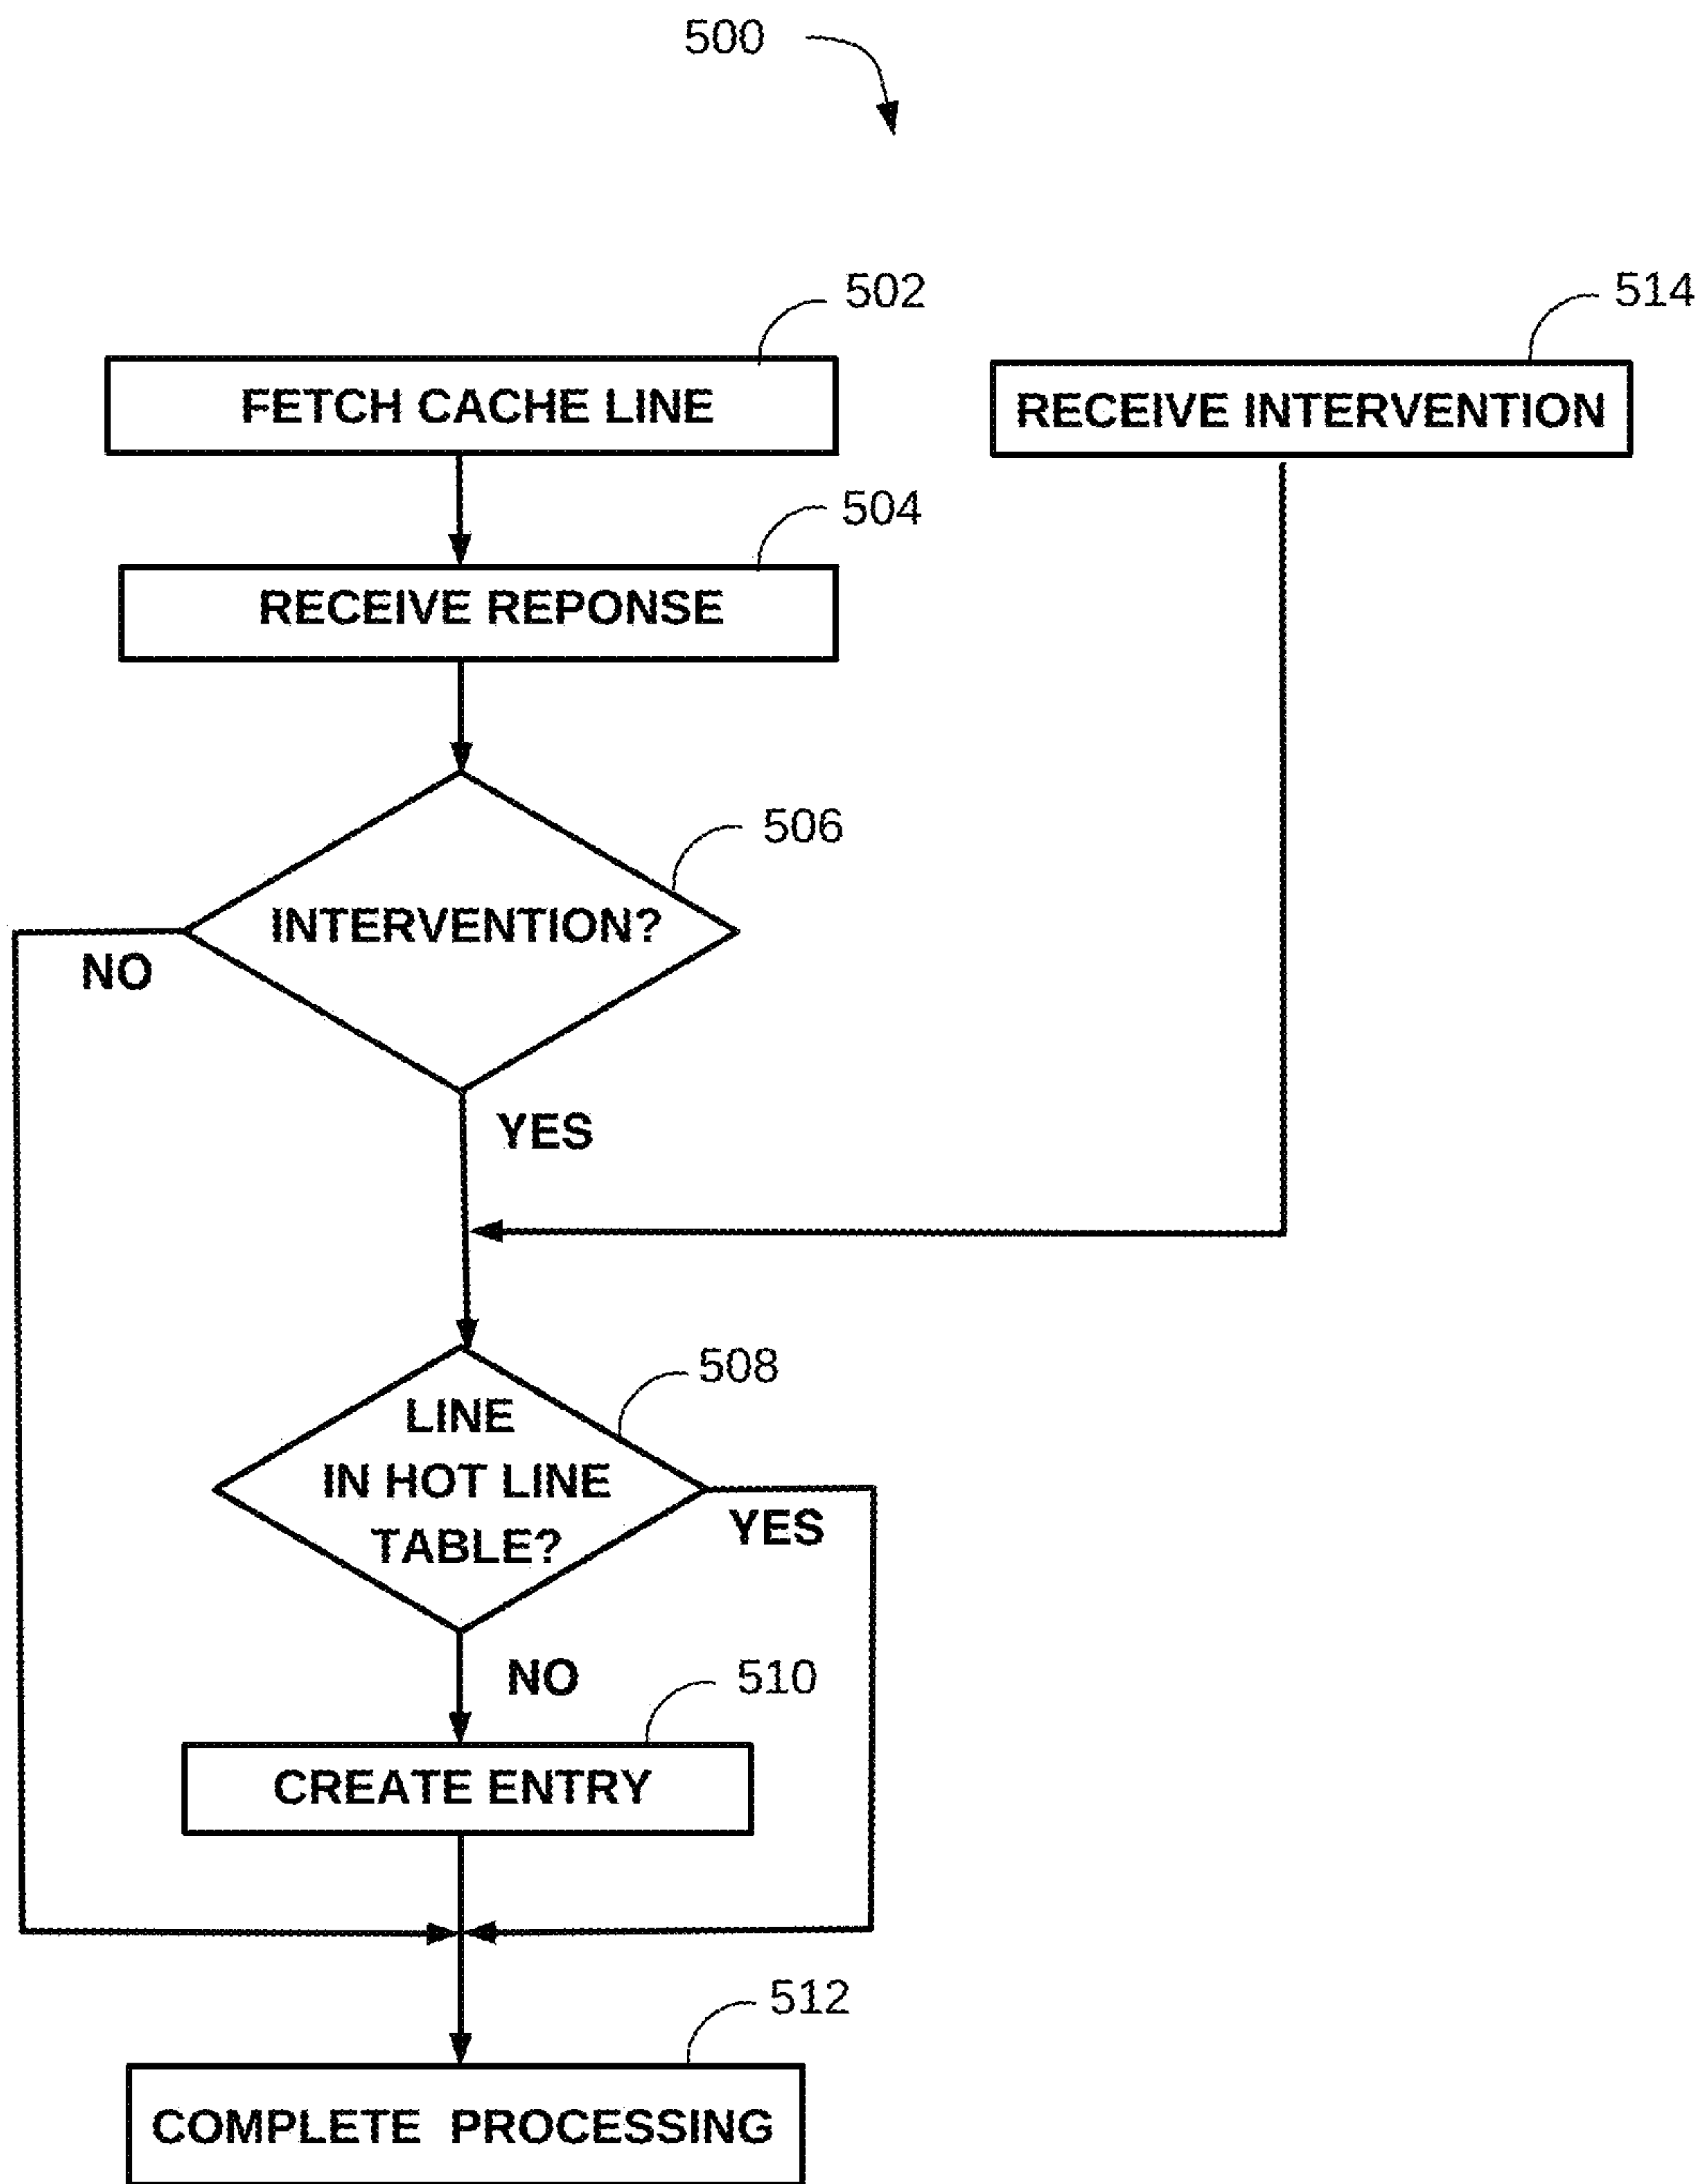 500
502
514
FETCH CACHE LINE
RECEIVE INTERVENTION
504
RECEIVE REPONSE
506
INTERVENTION?
NO
YES
508
LINE
IN HOT LINE
TABLE?
YES
NO
510
CREATE ENTRY
512
COMPLETE PROCESSING